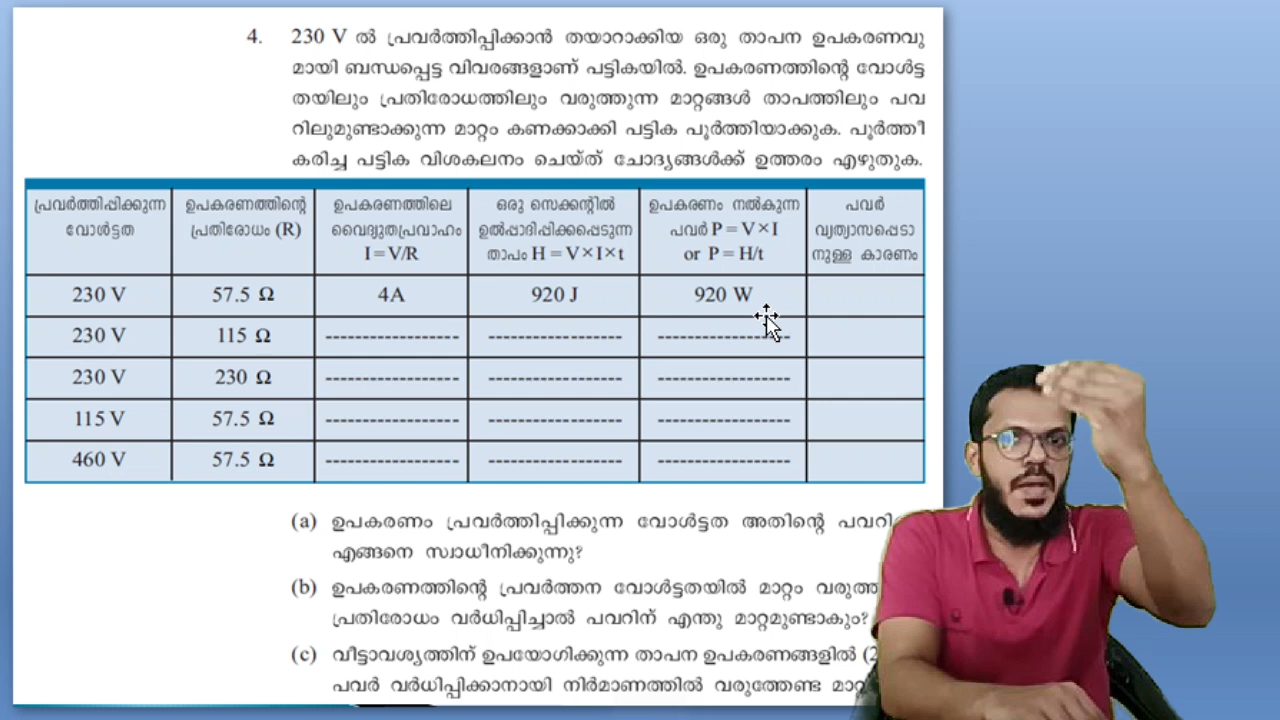 4. 230 V ൽ പ്രവർത്തിപ്പിക്കാൻ തയാറാക്കിയ ഒരു താപന ഉപകരണവു
മായി ബന്ധപ്പെട്ട വിവരങ്ങളാണ് പട്ടികയിൽ. ഉപകരണത്തിന്റെ വോൾട്ട
തയിലും പ്രതിരോധത്തിലും വരുത്തുന്ന മാറ്റങ്ങൾ താപത്തിലും പവ
റിലുമുണ്ടാക്കുന്ന മാറ്റം കണക്കാക്കി പട്ടിക പൂർത്തിയാക്കുക. പൂർത്തീ
കരിച്ച പട്ടിക വിശകലനം ചെയ്ത് ചോദ്യങ്ങൾക്ക് ഉത്തരം എഴുതുക.
പ്രവർത്തിപ്പിക്കുന്ന ഉപകരണത്തിന്റെ ഉപകരണത്തിലെ ഒരു സെക്കന്റിൽ ഉപകരണം നൽകുന്ന പവർ
വോൾട്ടത പ്രതിരോധം (R) വൈദ്യുതപ്രവാഹം ഉൽപ്പാദിപ്പിക്കപ്പെടുന്ന പവർ P = V×I വ്യത്യാസപ്പെടാ
I = V/R താപം H = V×I×t or P = H/t നുള്ള കാരണം
230 V 57.5 Ω 4A 920 J 920 W
230 V 115 Ω ------------------ ------------------ ------------------
230 V 230 Ω ------------------ ------------------ ------------------
115 V 57.5 Ω ------------------ ------------------ ------------------
460 V 57.5 Ω ------------------ ------------------ ------------------
(a) ഉപകരണം പ്രവർത്തിപ്പിക്കുന്ന വോൾട്ടത അതിന്റെ പവറി
എങ്ങനെ സ്വാധീനിക്കുന്നു?
(b) ഉപകരണത്തിന്റെ പ്രവർത്തന വോൾട്ടതയിൽ മാറ്റം
പ്രതിരോധം വർധിപ്പിച്ചാൽ പവറിന് എന്തു മാറ്റമുണ്ടാകും?
(c) വീട്ടാവശ്യത്തിന് ഉപയോഗിക്കുന്ന താപന ഉപകരണങ്ങളിൽ
പവർ വർധിപ്പിക്കാനായി നിർമാണത്തിൽ വരുത്തേണ്ട